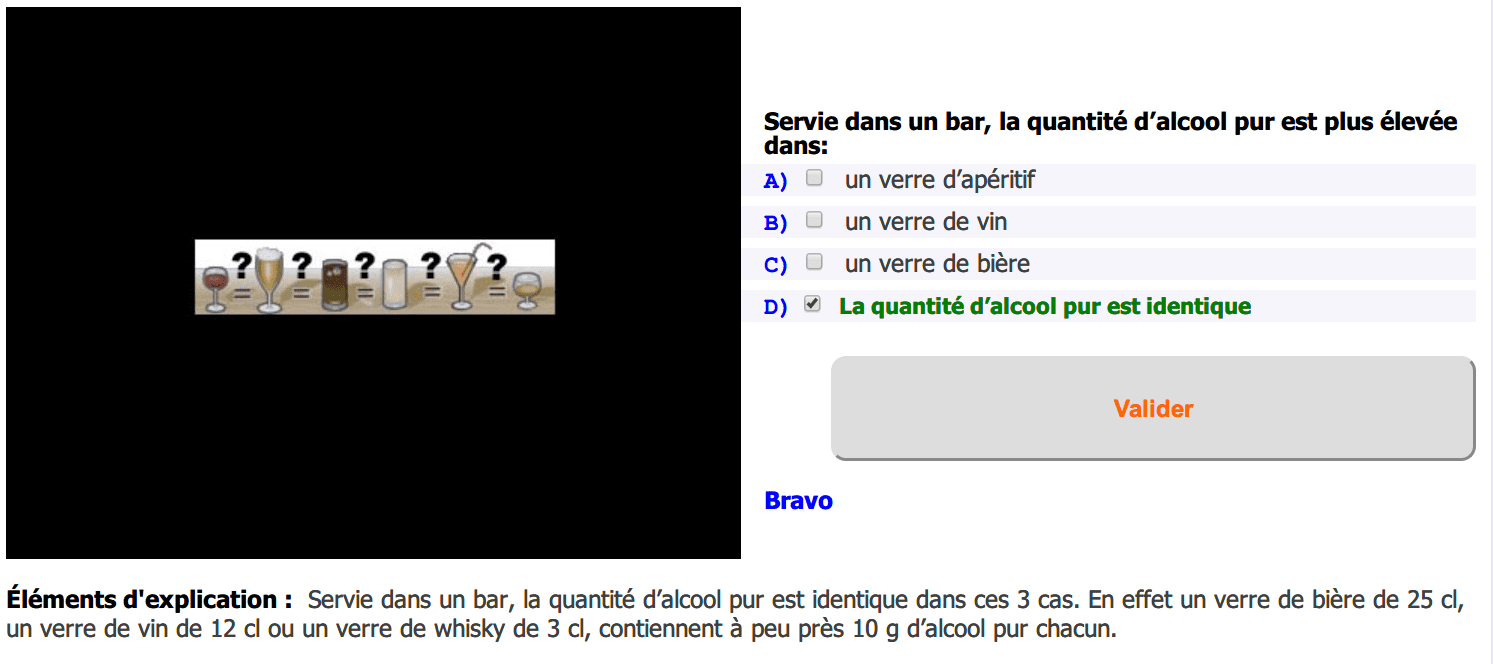 ? ? ? ? ?
= = = = =
Servie dans un bar, la quantité d’alcool pur est plus élevée
dans:
A) un verre d’apéritif
B) un verre de vin
C) un verre de bière
D) La quantité d’alcool pur est identique
Valider
Bravo
Éléments d'explication : Servie dans un bar, la quantité d’alcool pur est identique dans ces 3 cas. En effet un verre de bière de 25 cl,
un verre de vin de 12 cl ou un verre de whisky de 3 cl, contiennent à peu près 10 g d’alcool pur chacun.